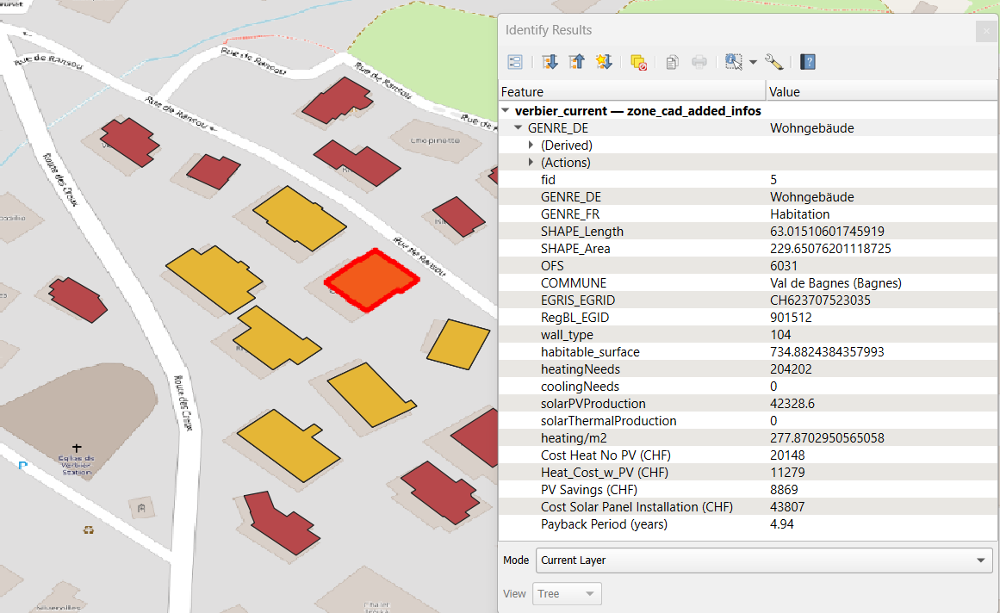 Rue de Ransou
Rue de Ransou
Rue de Ransou
Rue de Ransou
Rue de
Rue de Ransou
Route des Creux
Route des Creux
Cmopinette
Eglise de
Verbier
Station
P
Identify Results
Feature Value
verbier_current — zone_cad_added_infos
GENRE_DE Wohngebäude
(Derived)
(Actions)
fid 5
GENRE_DE Wohngebäude
GENRE_FR Habitation
SHAPE_Length 63.01510601745919
SHAPE_Area 229.65076201118725
OFS 6031
COMMUNE Val de Bagnes (Bagnes)
EGRIS_EGRID CH623707523035
RegBL_EGID 901512
wall_type 104
habitable_surface 734.8824384357993
heatingNeeds 204202
coolingNeeds 0
solarPVProduction 42328.6
solarThermalProduction 0
heating/m2 277.8702950565058
Cost Heat No PV (CHF) 20148
Heat_Cost_w_PV (CHF) 11279
PV Savings (CHF) 8869
Cost Solar Panel Installation (CHF) 43807
Payback Period (years) 4.94
Mode Current Layer
View Tree